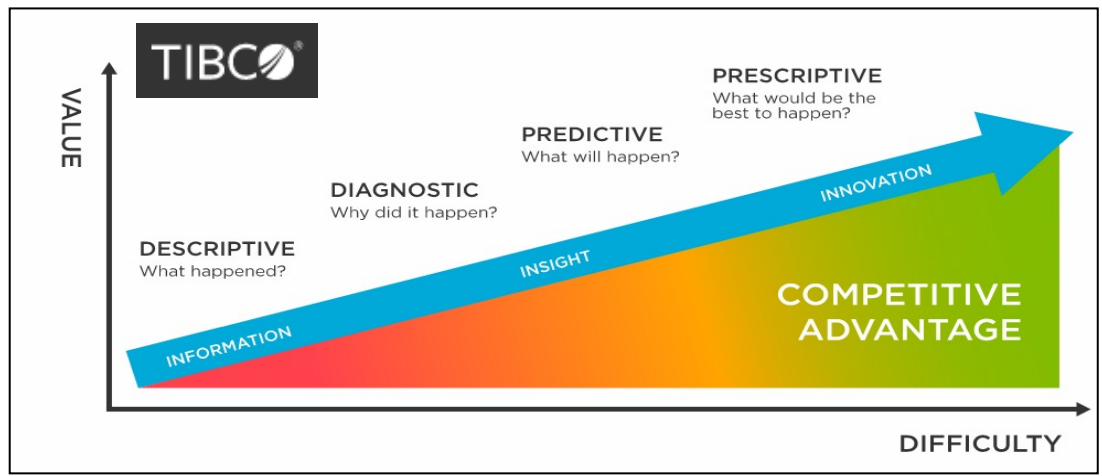 TIBCO®
VALUE
PRESCRIPTIVE
What would be the
best to happen?
PREDICTIVE
What will happen?
DIAGNOSTIC
Why did it happen?
DESCRIPTIVE
What happened?
INFORMATION
INSIGHT
INNOVATION
COMPETITIVE
ADVANTAGE
DIFFICULTY